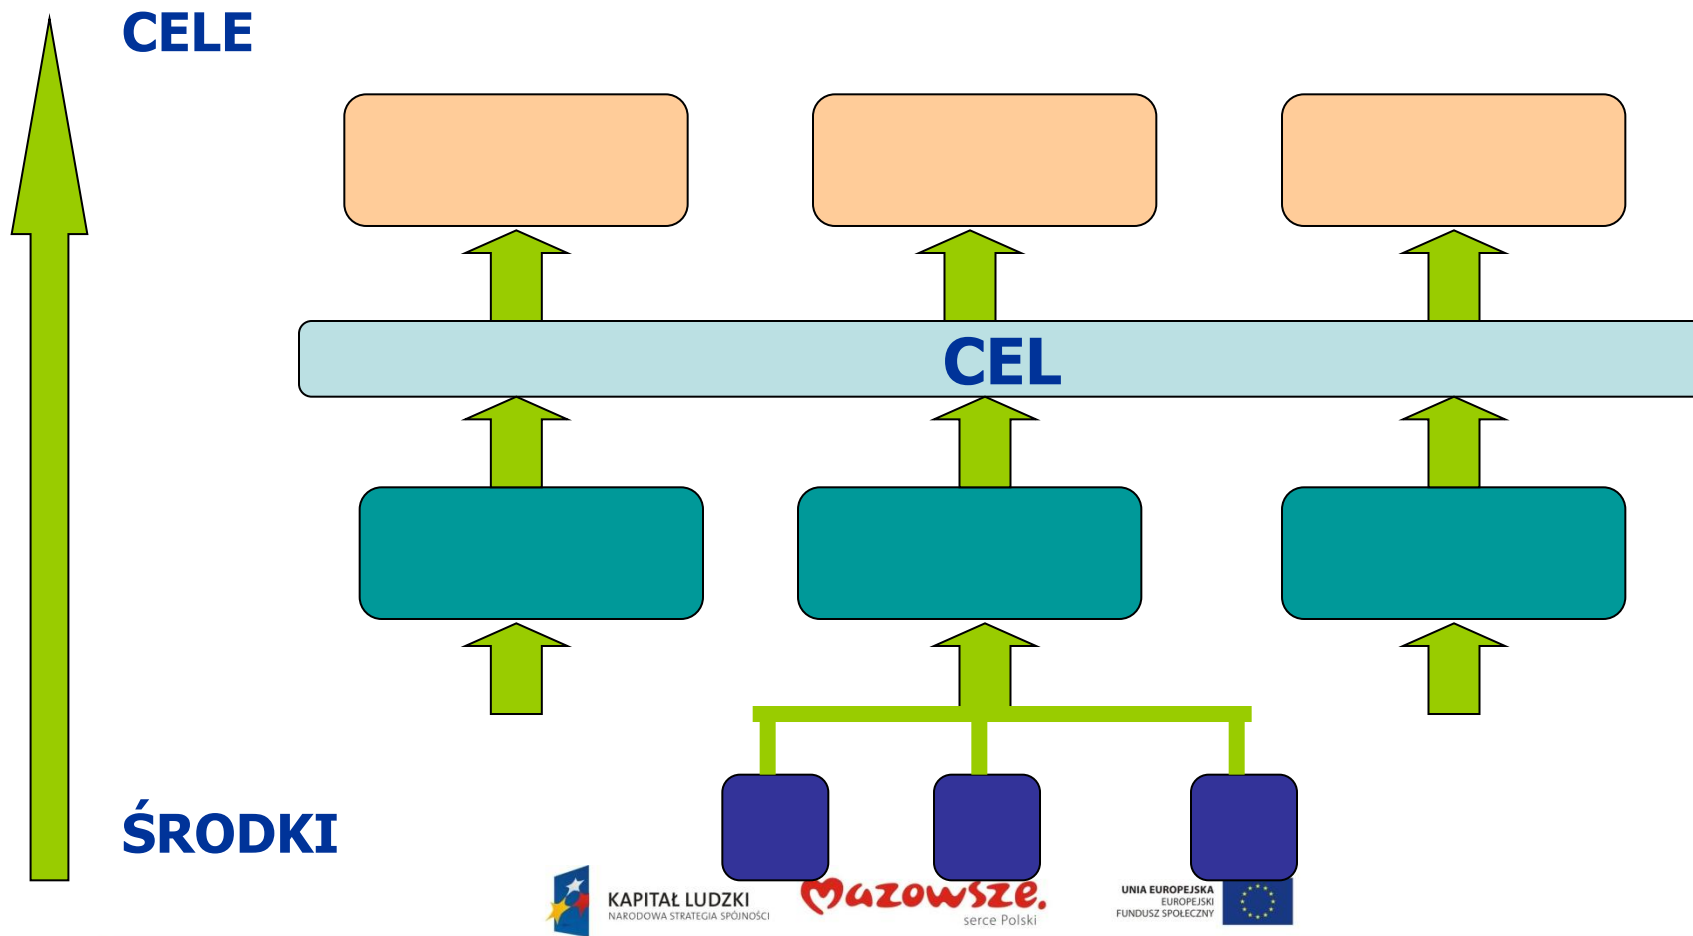 CELE
CEL
ŚRODKI
KAPITAŁ LUDZKI
NARODOWA STRATEGIA SPÓJNOŚCI
mazowsze.
serce Polski
UNIA EUROPEJSKA
EUROPEJSKI
FUNDUSZ SPOŁECZNY